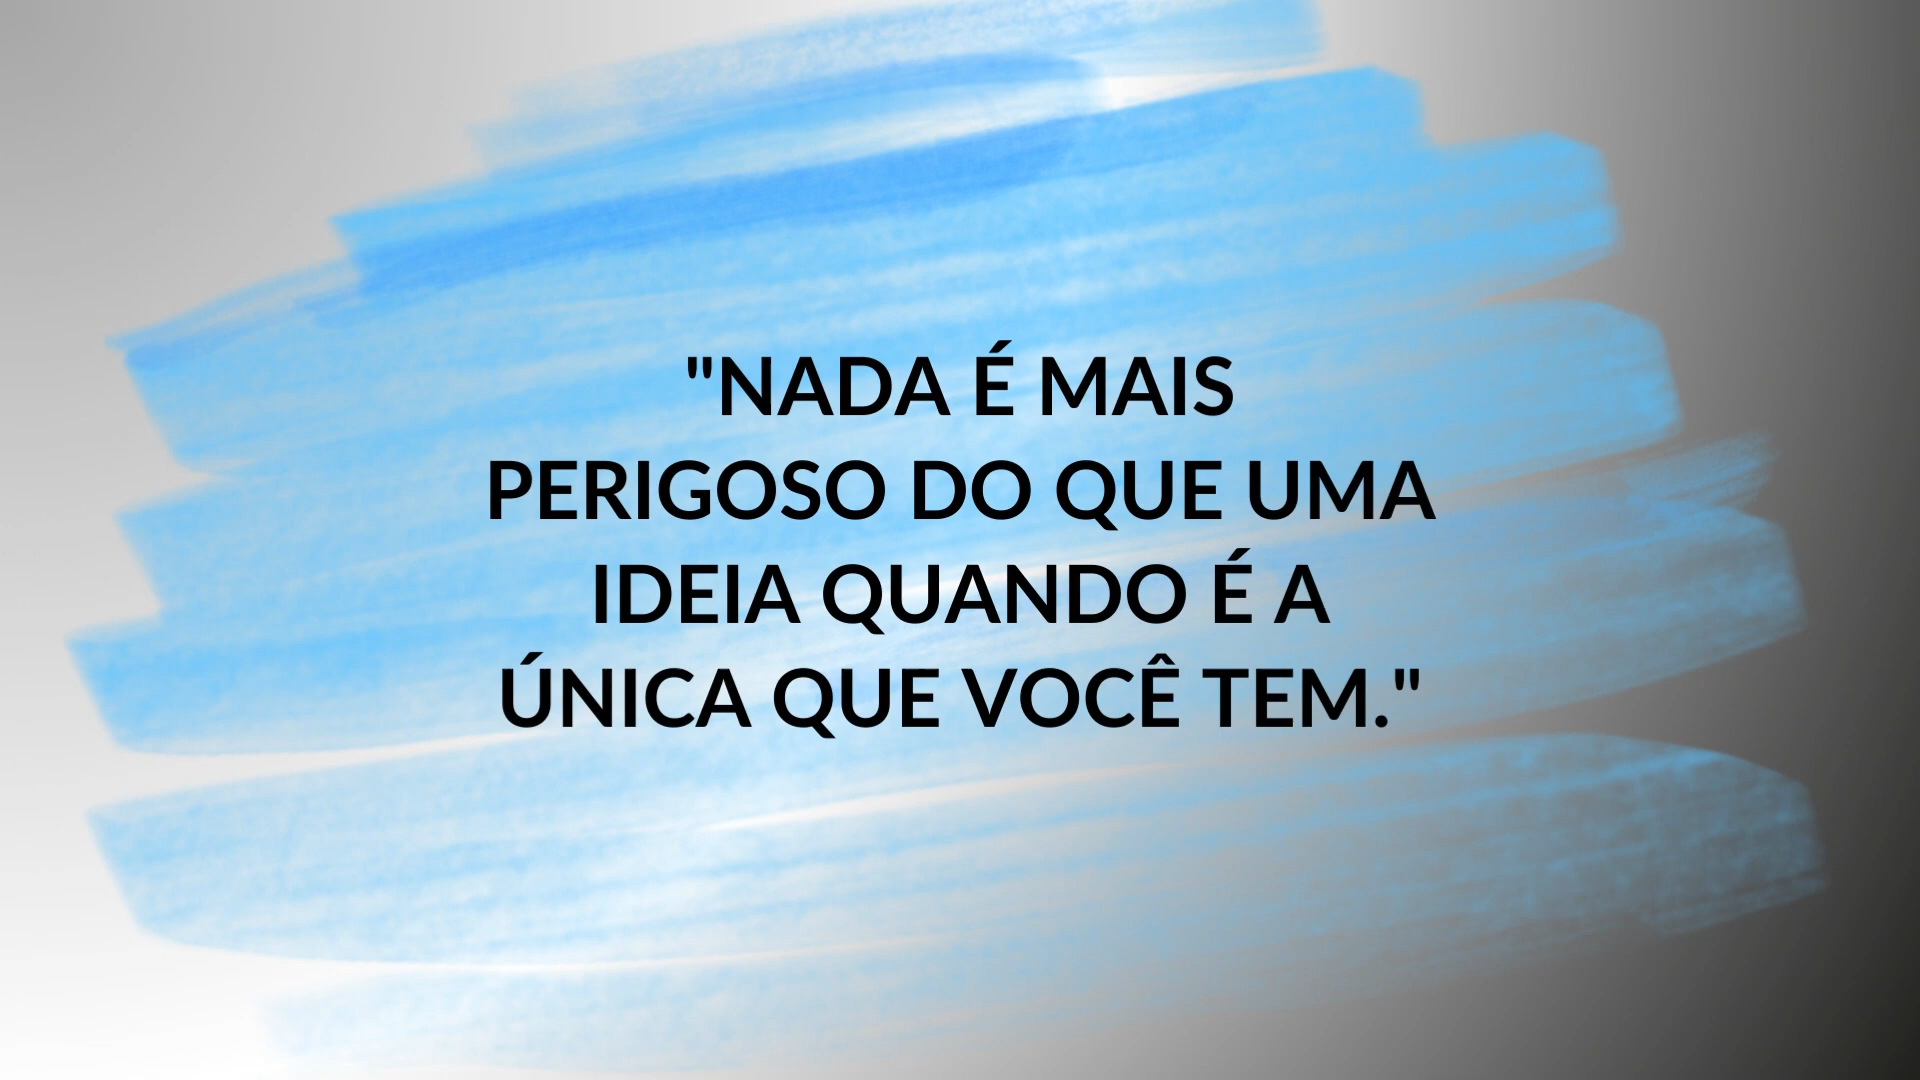 "NADA É MAIS
PERIGOSO DO QUE UMA
IDEIA QUANDO É A
ÚNICA QUE VOCÊ TEM."